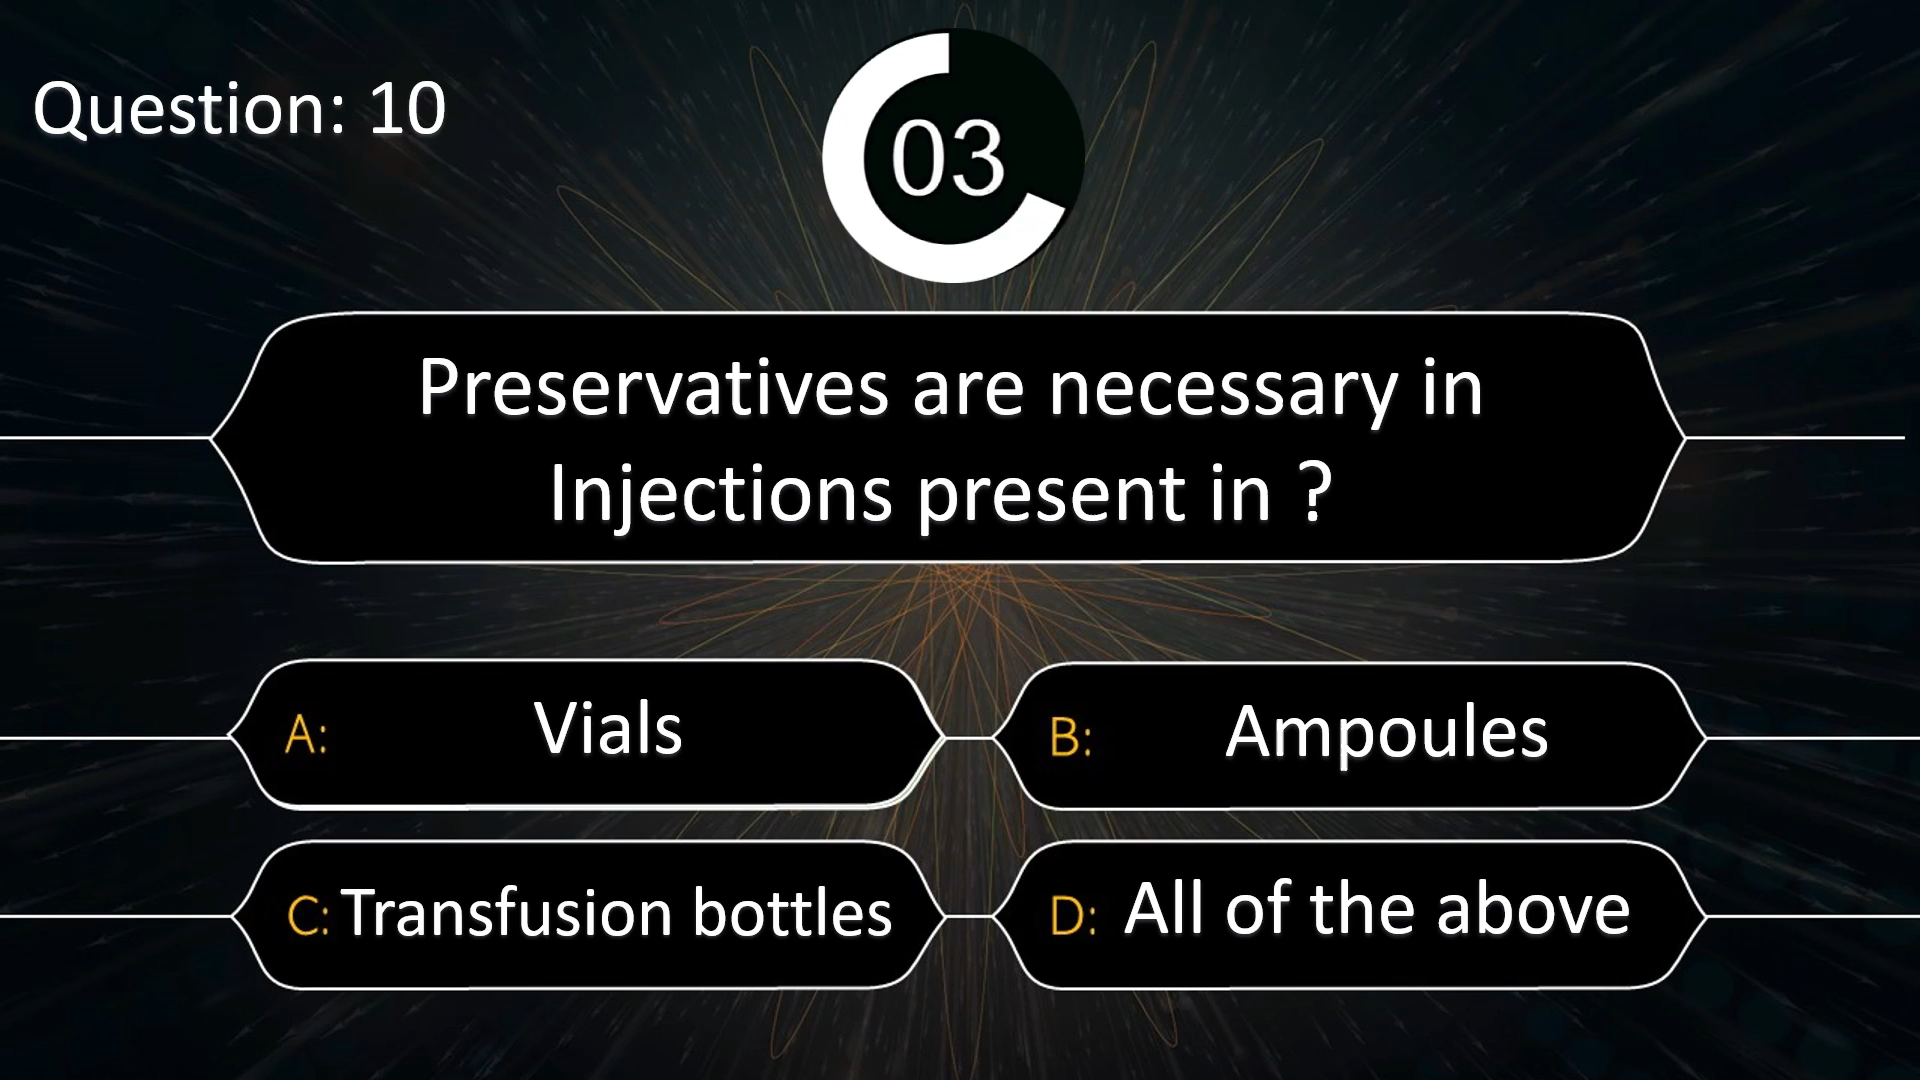 Question: 10
03
Preservatives are necessary in
Injections present in ?
A: Vials
B: Ampoules
C: Transfusion bottles
D: All of the above